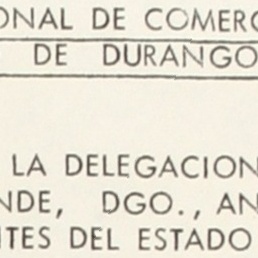 ONAL DE COMERC
DE DURANGO
LA DELEGACION
NDE, DGO., AN
TES DEL ESTADO